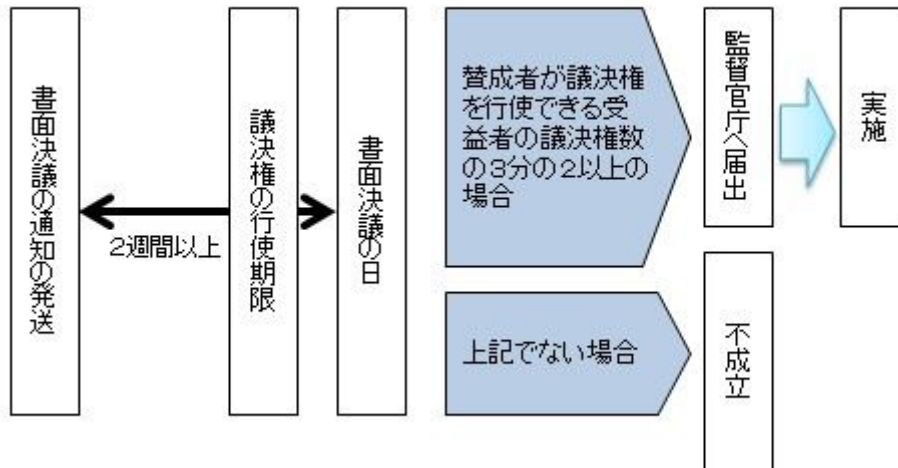 書面決議の通知の発送
2週間以上
議決権の行使期限
書面決議の日
賛成者が議決権
を行使できる受
益者の議決権数
の3分の2以上の
場合
監督官庁へ届出
実施
上記でない場合
不成立